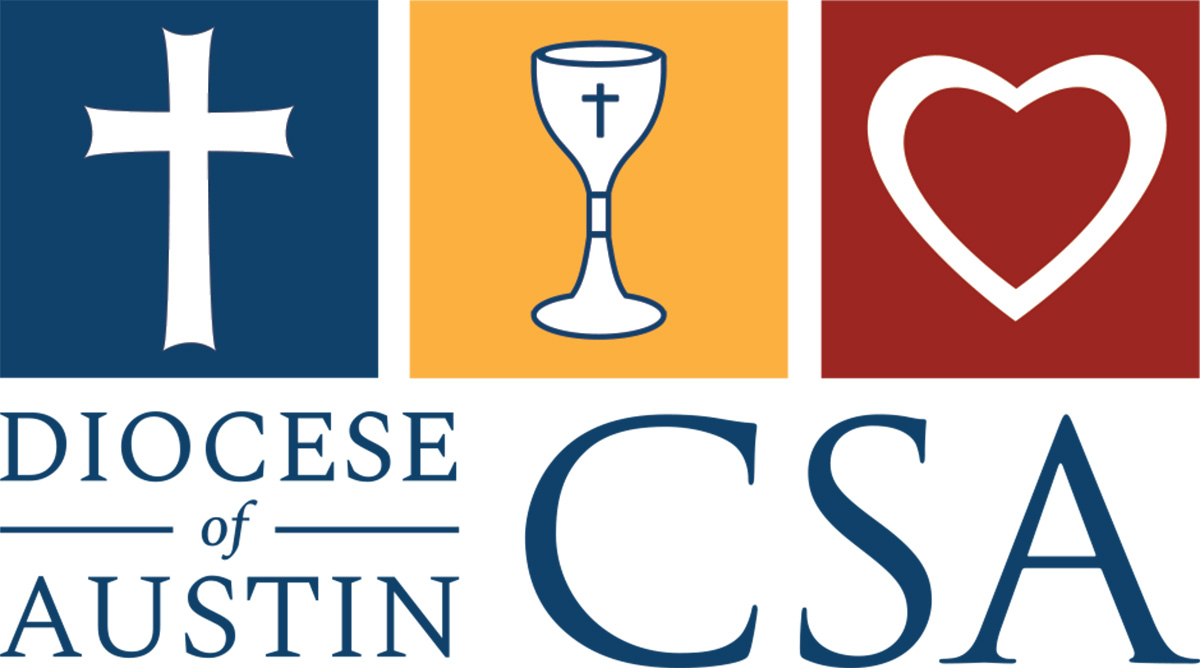 DIOCESE
of
AUSTIN
CSA